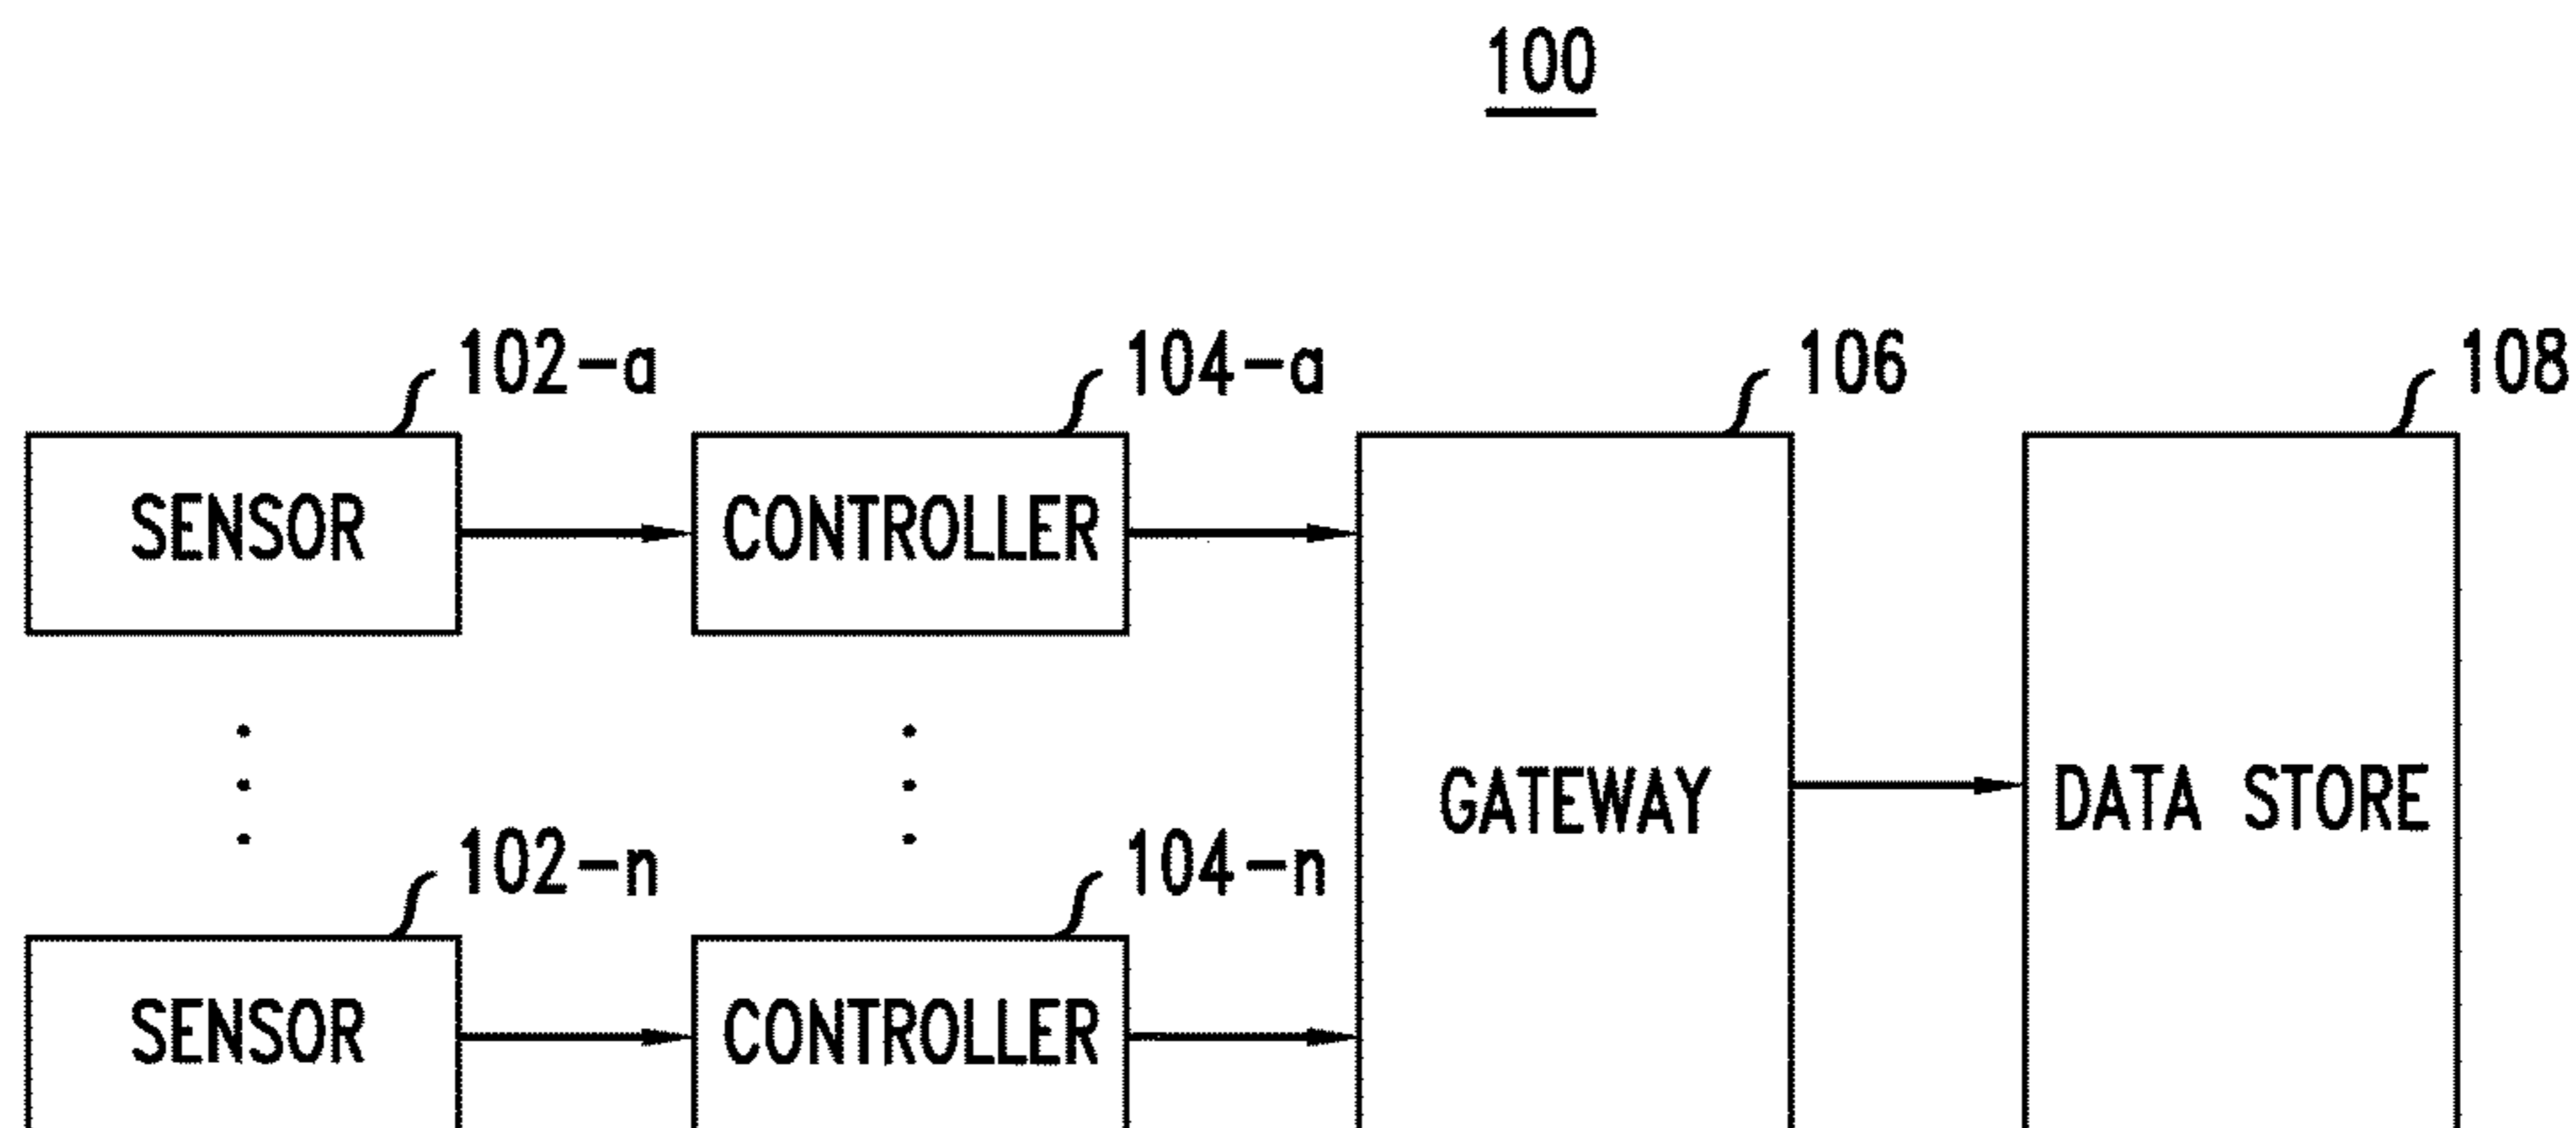 100
102-a
104-a
106
108
SENSOR
CONTROLLER
GATEWAY
DATA STORE
102-n
104-n
SENSOR
CONTROLLER